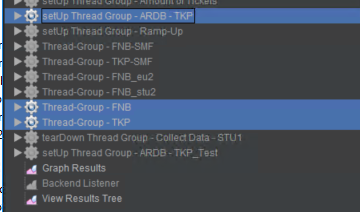 setUp Thread Group - Amount of Tickets
setUp Thread Group - ARDB - TKP
setUp Thread Group - Ramp-Up
Thread-Group - FNB-SMF
Thread-Group - TKP-SMF
Thread-Group - FNB_eu2
Thread-Group - FNB_stu2
Thread-Group - FNB
Thread-Group - TKP
tearDown Thread Group - Collect Data - STU1
setUp Thread Group - ARDB - TKP_Test
Graph Results
Backend Listener
View Results Tree